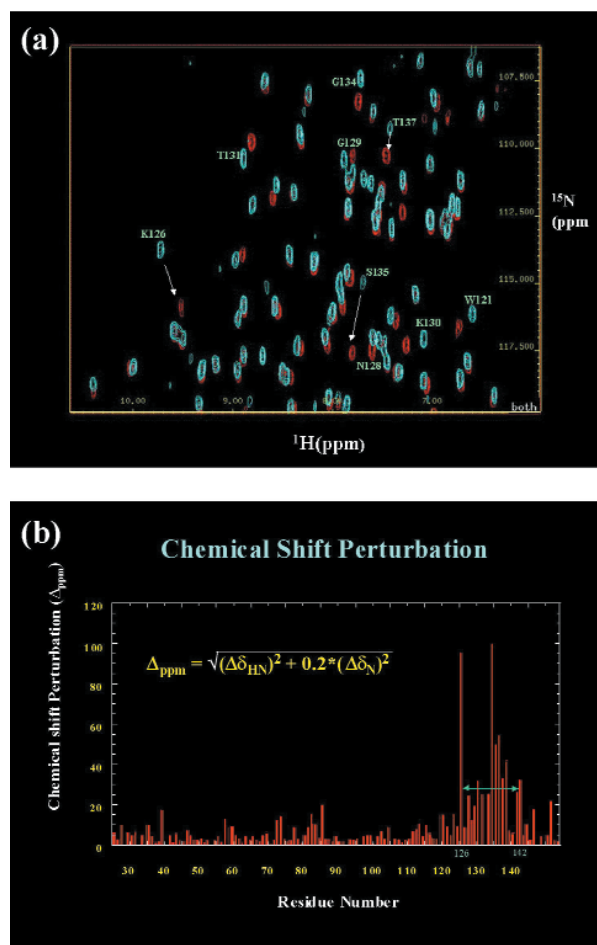 (a)
G134
107.500
T137
G129
110.000
T131
¹⁵N
(ppm
112.500
K126
S135
115.000
W121
K130
N128
117.500
both
10.00
9.00
8.00
7.00
¹H(ppm)
(b)
Chemical Shift Perturbation
Chemical shift Perturbation (Δppm)
120
100
80
60
40
20
0
Δppm = √(ΔδHN)² + 0.2*(ΔδN)²
126
142
30 40 50 60 70 80 90 100 110 120 130 140
Residue Number